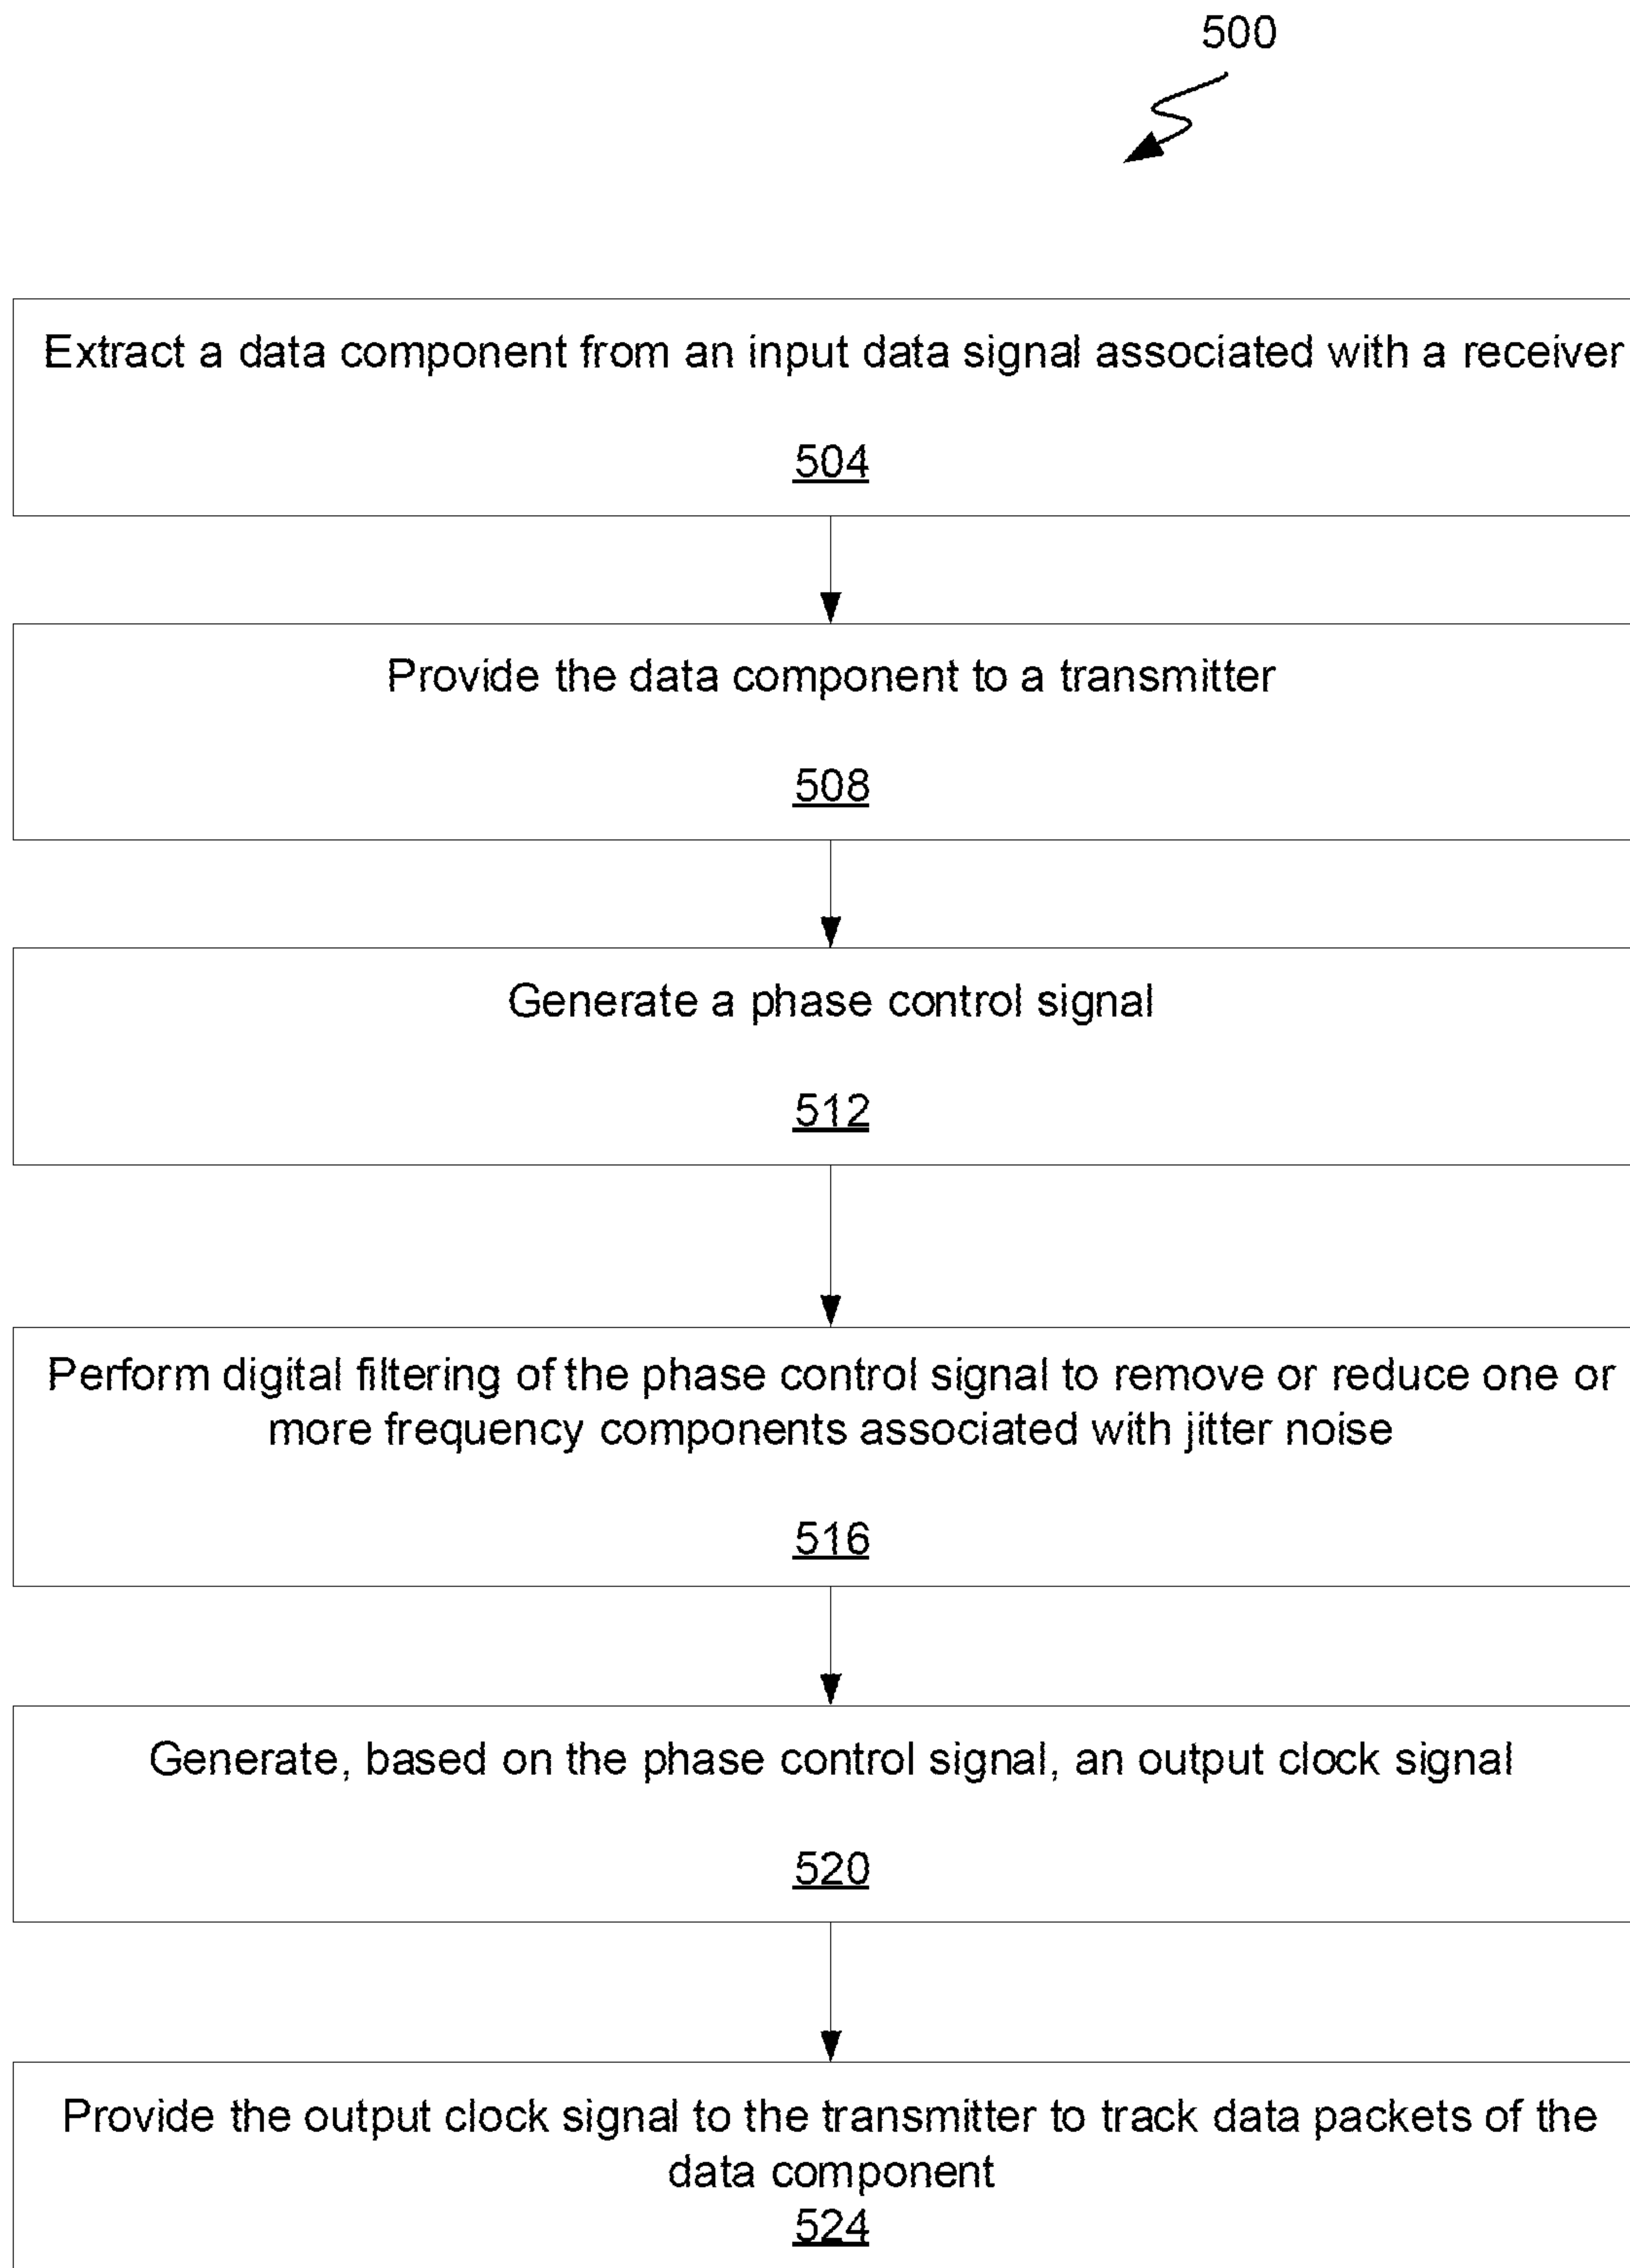 500
Extract a data component from an input data signal associated with a receiver
504
Provide the data component to a transmitter
508
Generate a phase control signal
512
Perform digital filtering of the phase control signal to remove or reduce one or
more frequency components associated with jitter noise
516
Generate, based on the phase control signal, an output clock signal
520
Provide the output clock signal to the transmitter to track data packets of the
data component
524